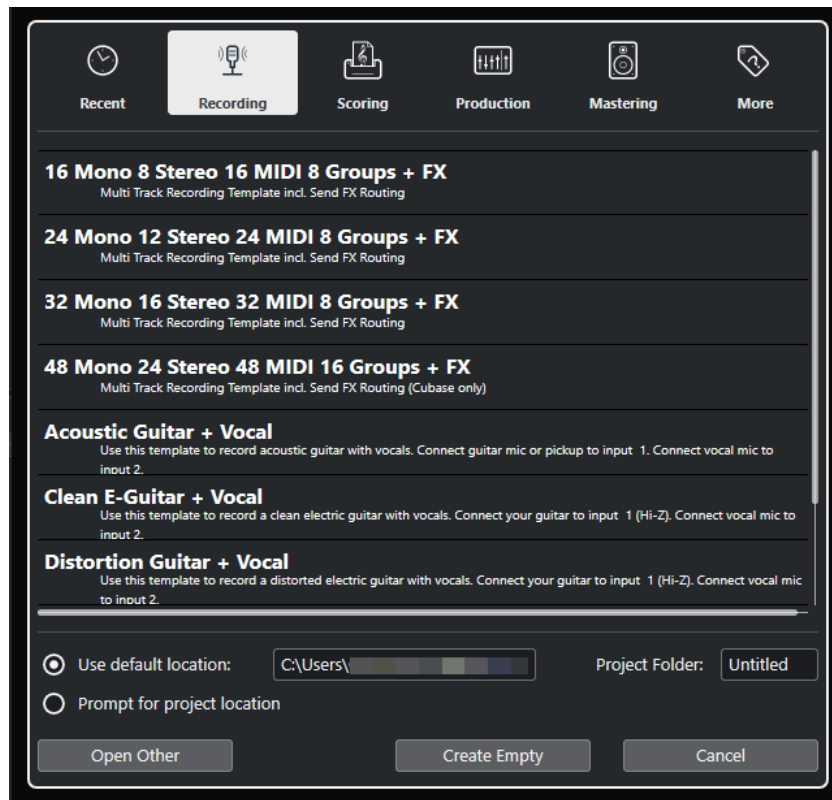 Recent Recording Scoring Production Mastering More
16 Mono 8 Stereo 16 MIDI 8 Groups + FX
Multi Track Recording Template incl. Send FX Routing
24 Mono 12 Stereo 24 MIDI 8 Groups + FX
Multi Track Recording Template incl. Send FX Routing
32 Mono 16 Stereo 32 MIDI 8 Groups + FX
Multi Track Recording Template incl. Send FX Routing
48 Mono 24 Stereo 48 MIDI 16 Groups + FX
Multi Track Recording Template incl. Send FX Routing (Cubase only)
Acoustic Guitar + Vocal
Use this template to record acoustic guitar with vocals. Connect guitar mic or pickup to input 1. Connect vocal mic to
input 2.
Clean E-Guitar + Vocal
Use this template to record a clean electric guitar with vocals. Connect your guitar to input 1 (Hi-Z). Connect vocal mic to
input 2.
Distortion Guitar + Vocal
Use this template to record a distorted electric guitar with vocals. Connect your guitar to input 1 (Hi-Z). Connect vocal mic
to input 2.
Use default location: C:\Users\ Project Folder: Untitled
Prompt for project location
Open Other Create Empty Cancel